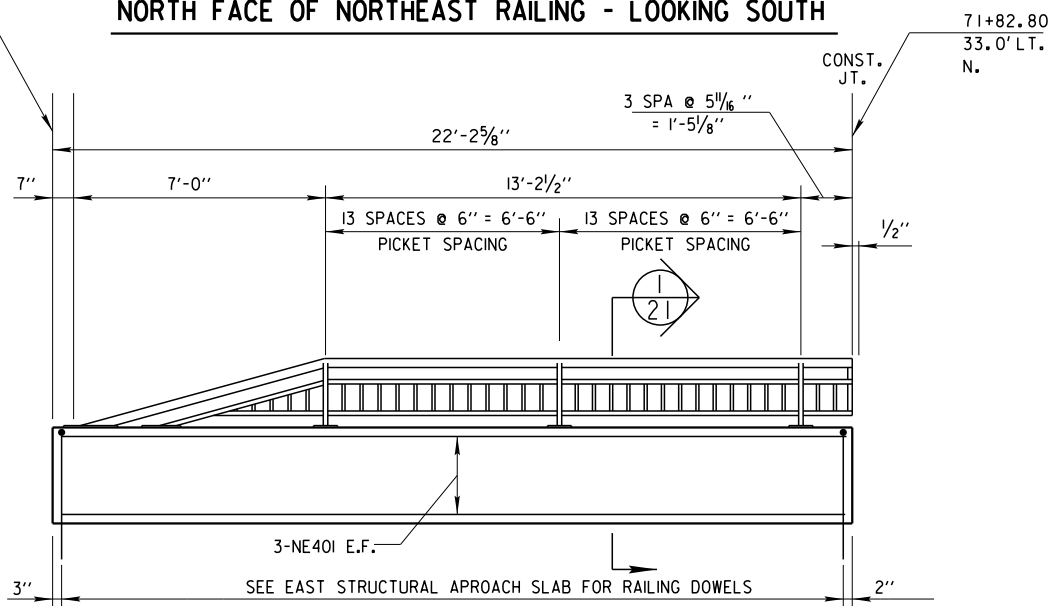 NORTH FACE OF NORTHEAST RAILING - LOOKING SOUTH
71+82.80
33.0' LT.
N.
CONST.
JT.
3 SPA @ 5 11/16 ''
= 1'-5 1/8''
22'-2 5/8''
7''
7'-0''
13'-2 1/2''
13 SPACES @ 6'' = 6'-6''
PICKET SPACING
13 SPACES @ 6'' = 6'-6''
PICKET SPACING
1/2''
1
21
3-NE401 E.F.
3''
SEE EAST STRUCTURAL APROACH SLAB FOR RAILING DOWELS
2''